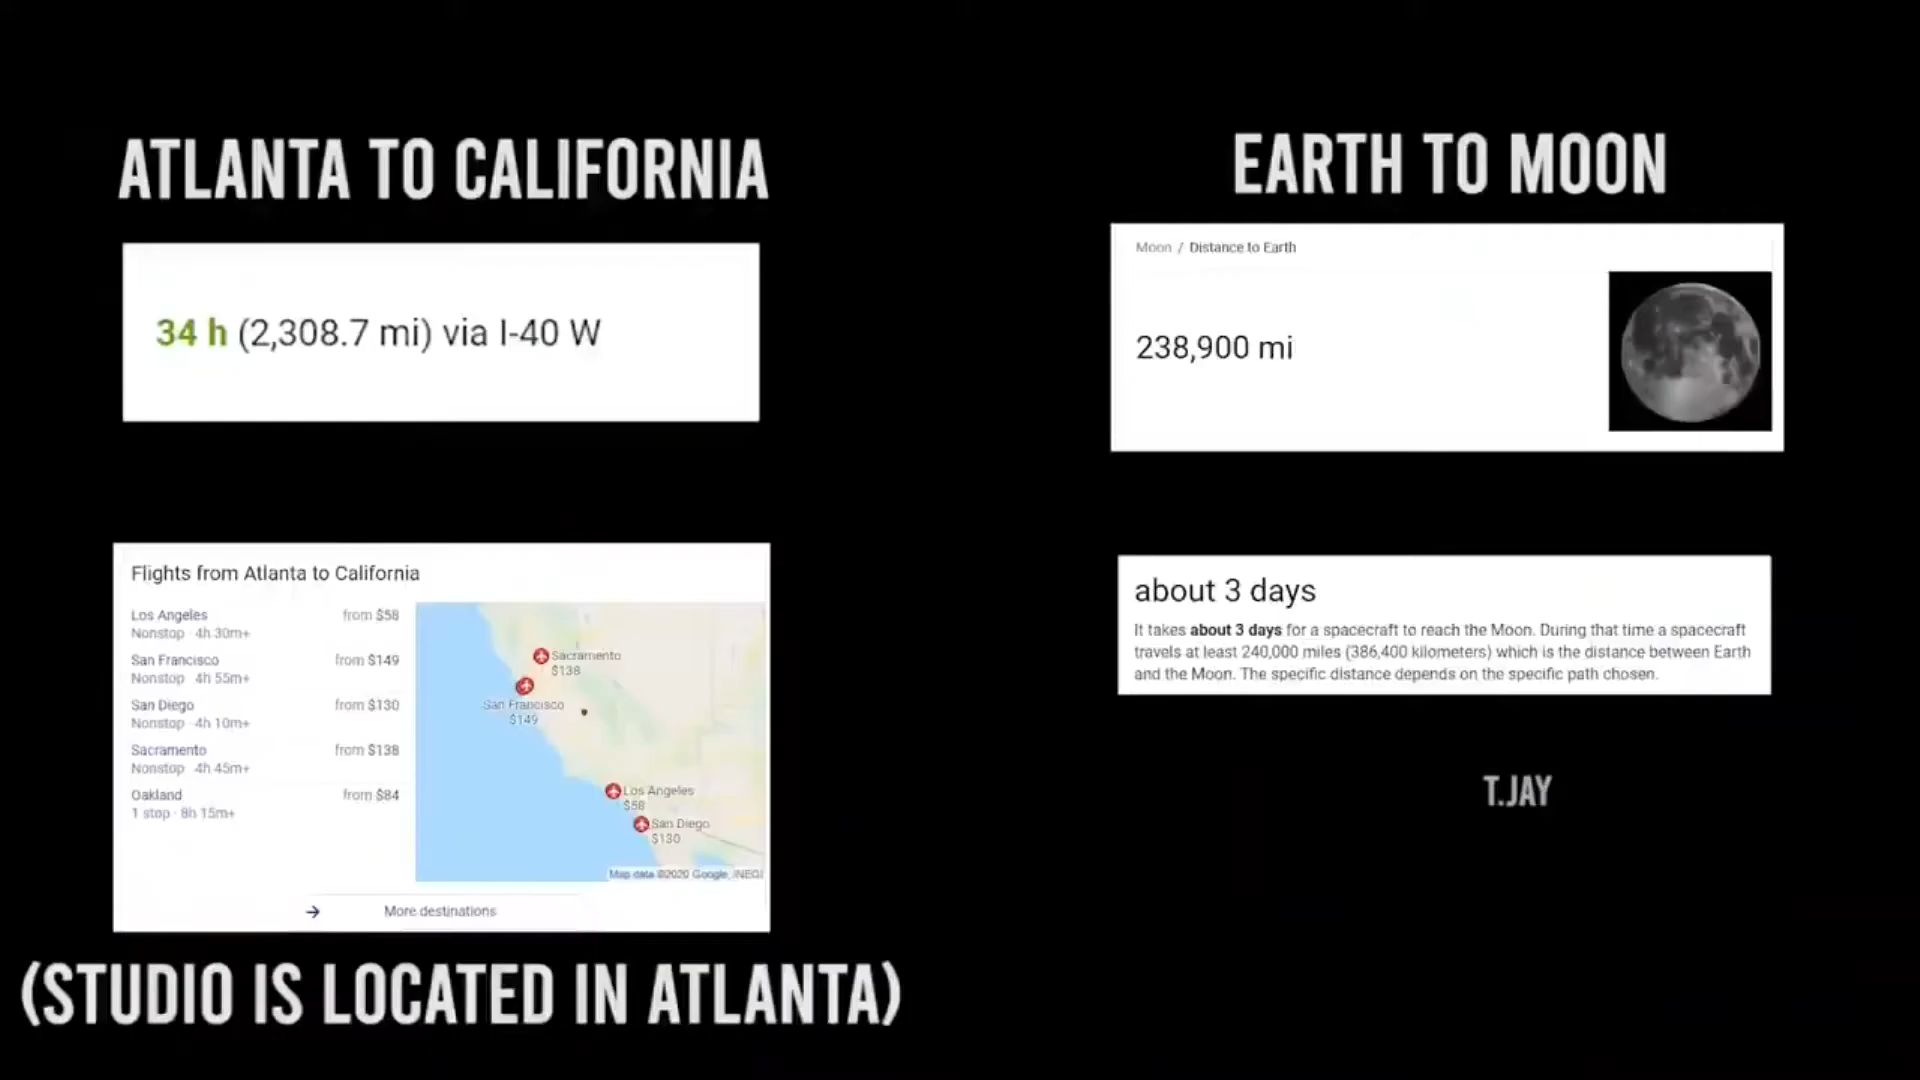 ATLANTA TO CALIFORNIA
34 h (2,308.7 mi) via I-40 W
Flights from Atlanta to California
Los Angeles from $58
Nonstop · 4h 30m+
San Francisco from $149
Nonstop · 4h 55m+
San Diego from $130
Nonstop · 4h 10m+
Sacramento from $138
Nonstop · 4h 45m+
Oakland from $84
1 stop · 8h 15m+
Sacramento
$138
San Francisco
$149
Los Angeles
$58
San Diego
$130
Map data ©2020 Google, INEGI
→ More destinations
(STUDIO IS LOCATED IN ATLANTA)
EARTH TO MOON
Moon / Distance to Earth
238,900 mi
about 3 days
It takes about 3 days for a spacecraft to reach the Moon. During that time a spacecraft
travels at least 240,000 miles (386,400 kilometers) which is the distance between Earth
and the Moon. The specific distance depends on the specific path chosen.
T.JAY